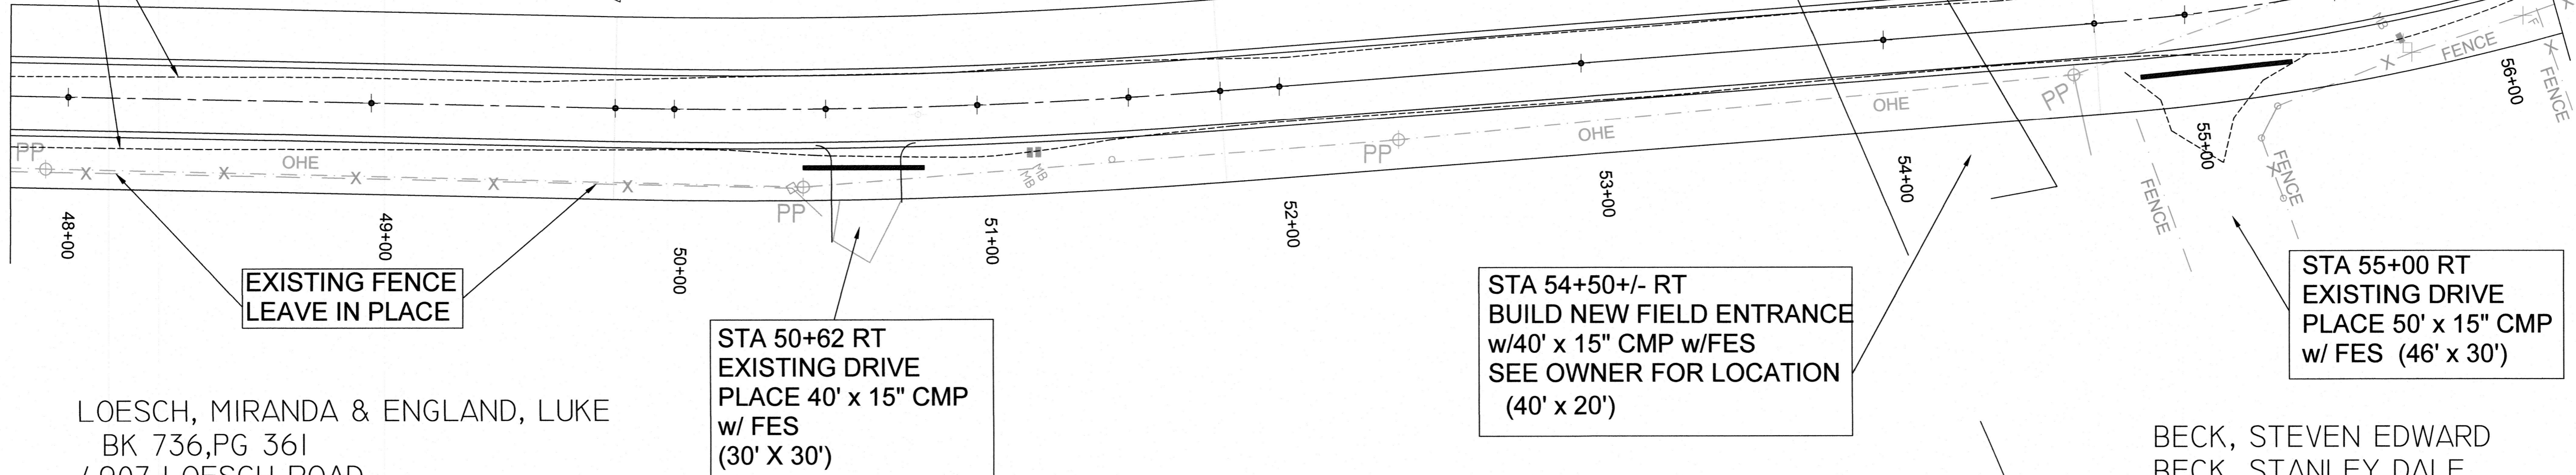 PP
OHE
PP
MB
MB
PP
OHE
OHE
PP
MB
F
FENCE
FENCE
FENCE
FENCE
48+00
49+00
50+00
51+00
52+00
53+00
54+00
55+00
56+00
EXISTING FENCE
LEAVE IN PLACE
STA 50+62 RT
EXISTING DRIVE
PLACE 40' x 15" CMP
w/ FES
(30' X 30')
STA 54+50+/- RT
BUILD NEW FIELD ENTRANCE
w/40' x 15" CMP w/FES
SEE OWNER FOR LOCATION
(40' x 20')
STA 55+00 RT
EXISTING DRIVE
PLACE 50' x 15" CMP
w/ FES (46' x 30')
LOESCH, MIRANDA & ENGLAND, LUKE
BK 736,PG 361
LOESCH ROAD
BECK, STEVEN EDWARD
BECK, STANLEY DALE